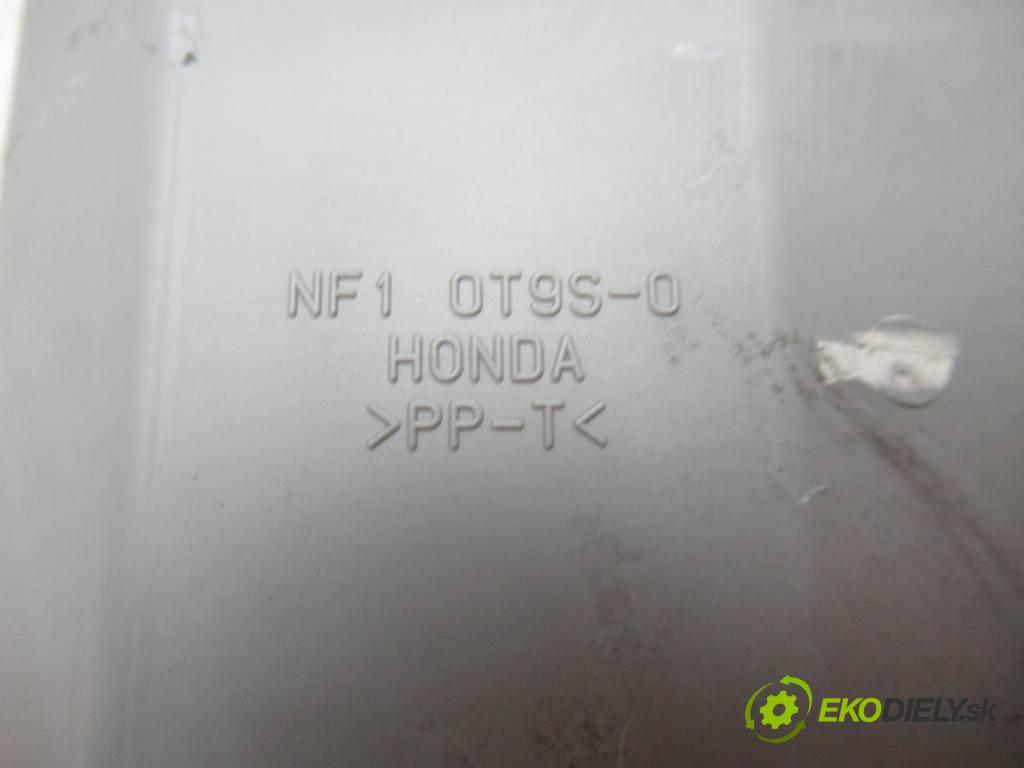 NF1 0T9S-0
HONDA
>PP-T<
EKODIELY.sk